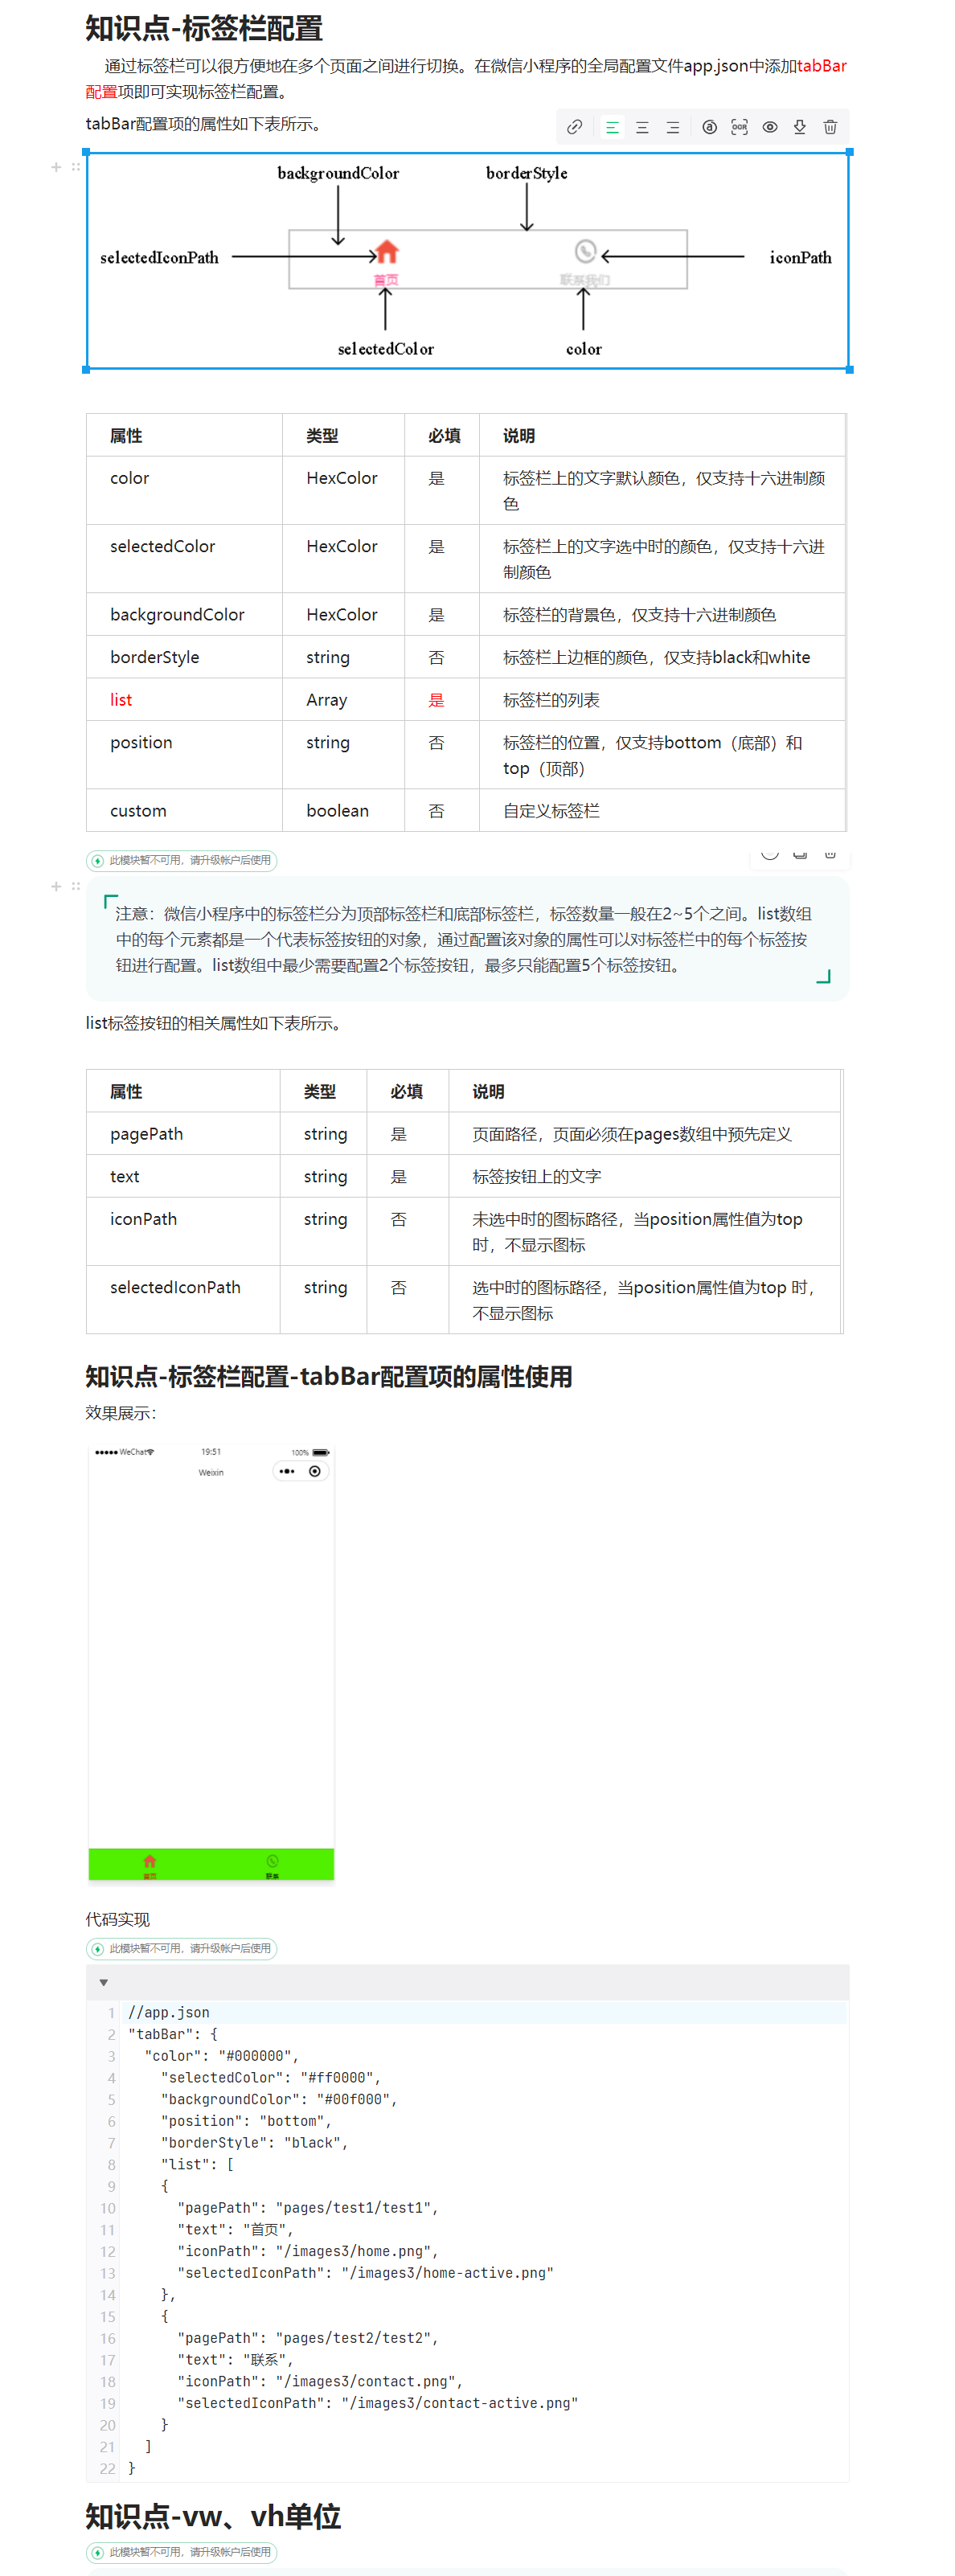 知识点-标签栏配置
通过标签栏可以很方便地在多个页面之间进行切换。在微信小程序的全局配置文件app.json中添加tabBar
配置项即可实现标签栏配置。
tabBar配置项的属性如下表所示。
OCR
backgroundColor borderStyle
selectedIconPath iconPath
首页 联系我们
selectedColor color
属性 类型 必填 说明
color HexColor 是 标签栏上的文字默认颜色，仅支持十六进制颜
色
selectedColor HexColor 是 标签栏上的文字选中时的颜色，仅支持十六进
制颜色
backgroundColor HexColor 是 标签栏的背景色，仅支持十六进制颜色
borderStyle string 否 标签栏上边框的颜色，仅支持black和white
list Array 是 标签栏的列表
position string 否 标签栏的位置，仅支持bottom（底部）和
top（顶部）
custom boolean 否 自定义标签栏
此模块暂不可用，请升级帐户后使用
注意：微信小程序中的标签栏分为顶部标签栏和底部标签栏，标签数量一般在2~5个之间。list数组
中的每个元素都是一个代表标签按钮的对象，通过配置该对象的属性可以对标签栏中的每个标签按
钮进行配置。list数组中最少需要配置2个标签按钮，最多只能配置5个标签按钮。
list标签按钮的相关属性如下表所示。
属性 类型 必填 说明
pagePath string 是 页面路径，页面必须在pages数组中预先定义
text string 是 标签按钮上的文字
iconPath string 否 未选中时的图标路径，当position属性值为top
时，不显示图标
selectedIconPath string 否 选中时的图标路径，当position属性值为top 时，
不显示图标
知识点-标签栏配置-tabBar配置项的属性使用
效果展示：
WeChat 19:51 100%
Weixin
首页 联系
代码实现
此模块暂不可用，请升级帐户后使用
1 //app.json
2 "tabBar": {
3   "color": "#000000",
4     "selectedColor": "#ff0000",
5     "backgroundColor": "#00f000",
6     "position": "bottom",
7     "borderStyle": "black",
8     "list": [
9     {
10       "pagePath": "pages/test1/test1",
11       "text": "首页",
12       "iconPath": "/images3/home.png",
13       "selectedIconPath": "/images3/home-active.png"
14     },
15     {
16       "pagePath": "pages/test2/test2",
17       "text": "联系",
18       "iconPath": "/images3/contact.png",
19       "selectedIconPath": "/images3/contact-active.png"
20     }
21   ]
22 }
知识点-vw、vh单位
此模块暂不可用，请升级帐户后使用